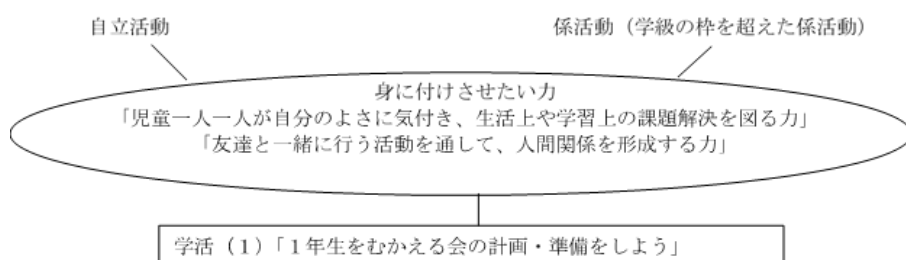 自立活動
係活動（学級の枠を超えた係活動）
身に付けさせたい力
「児童一人一人が自分のよさに気付き、生活上や学習上の課題解決を図る力」
「友達と一緒に行う活動を通して、人間関係を形成する力」
学活（１）「１年生をむかえる会の計画・準備をしよう」